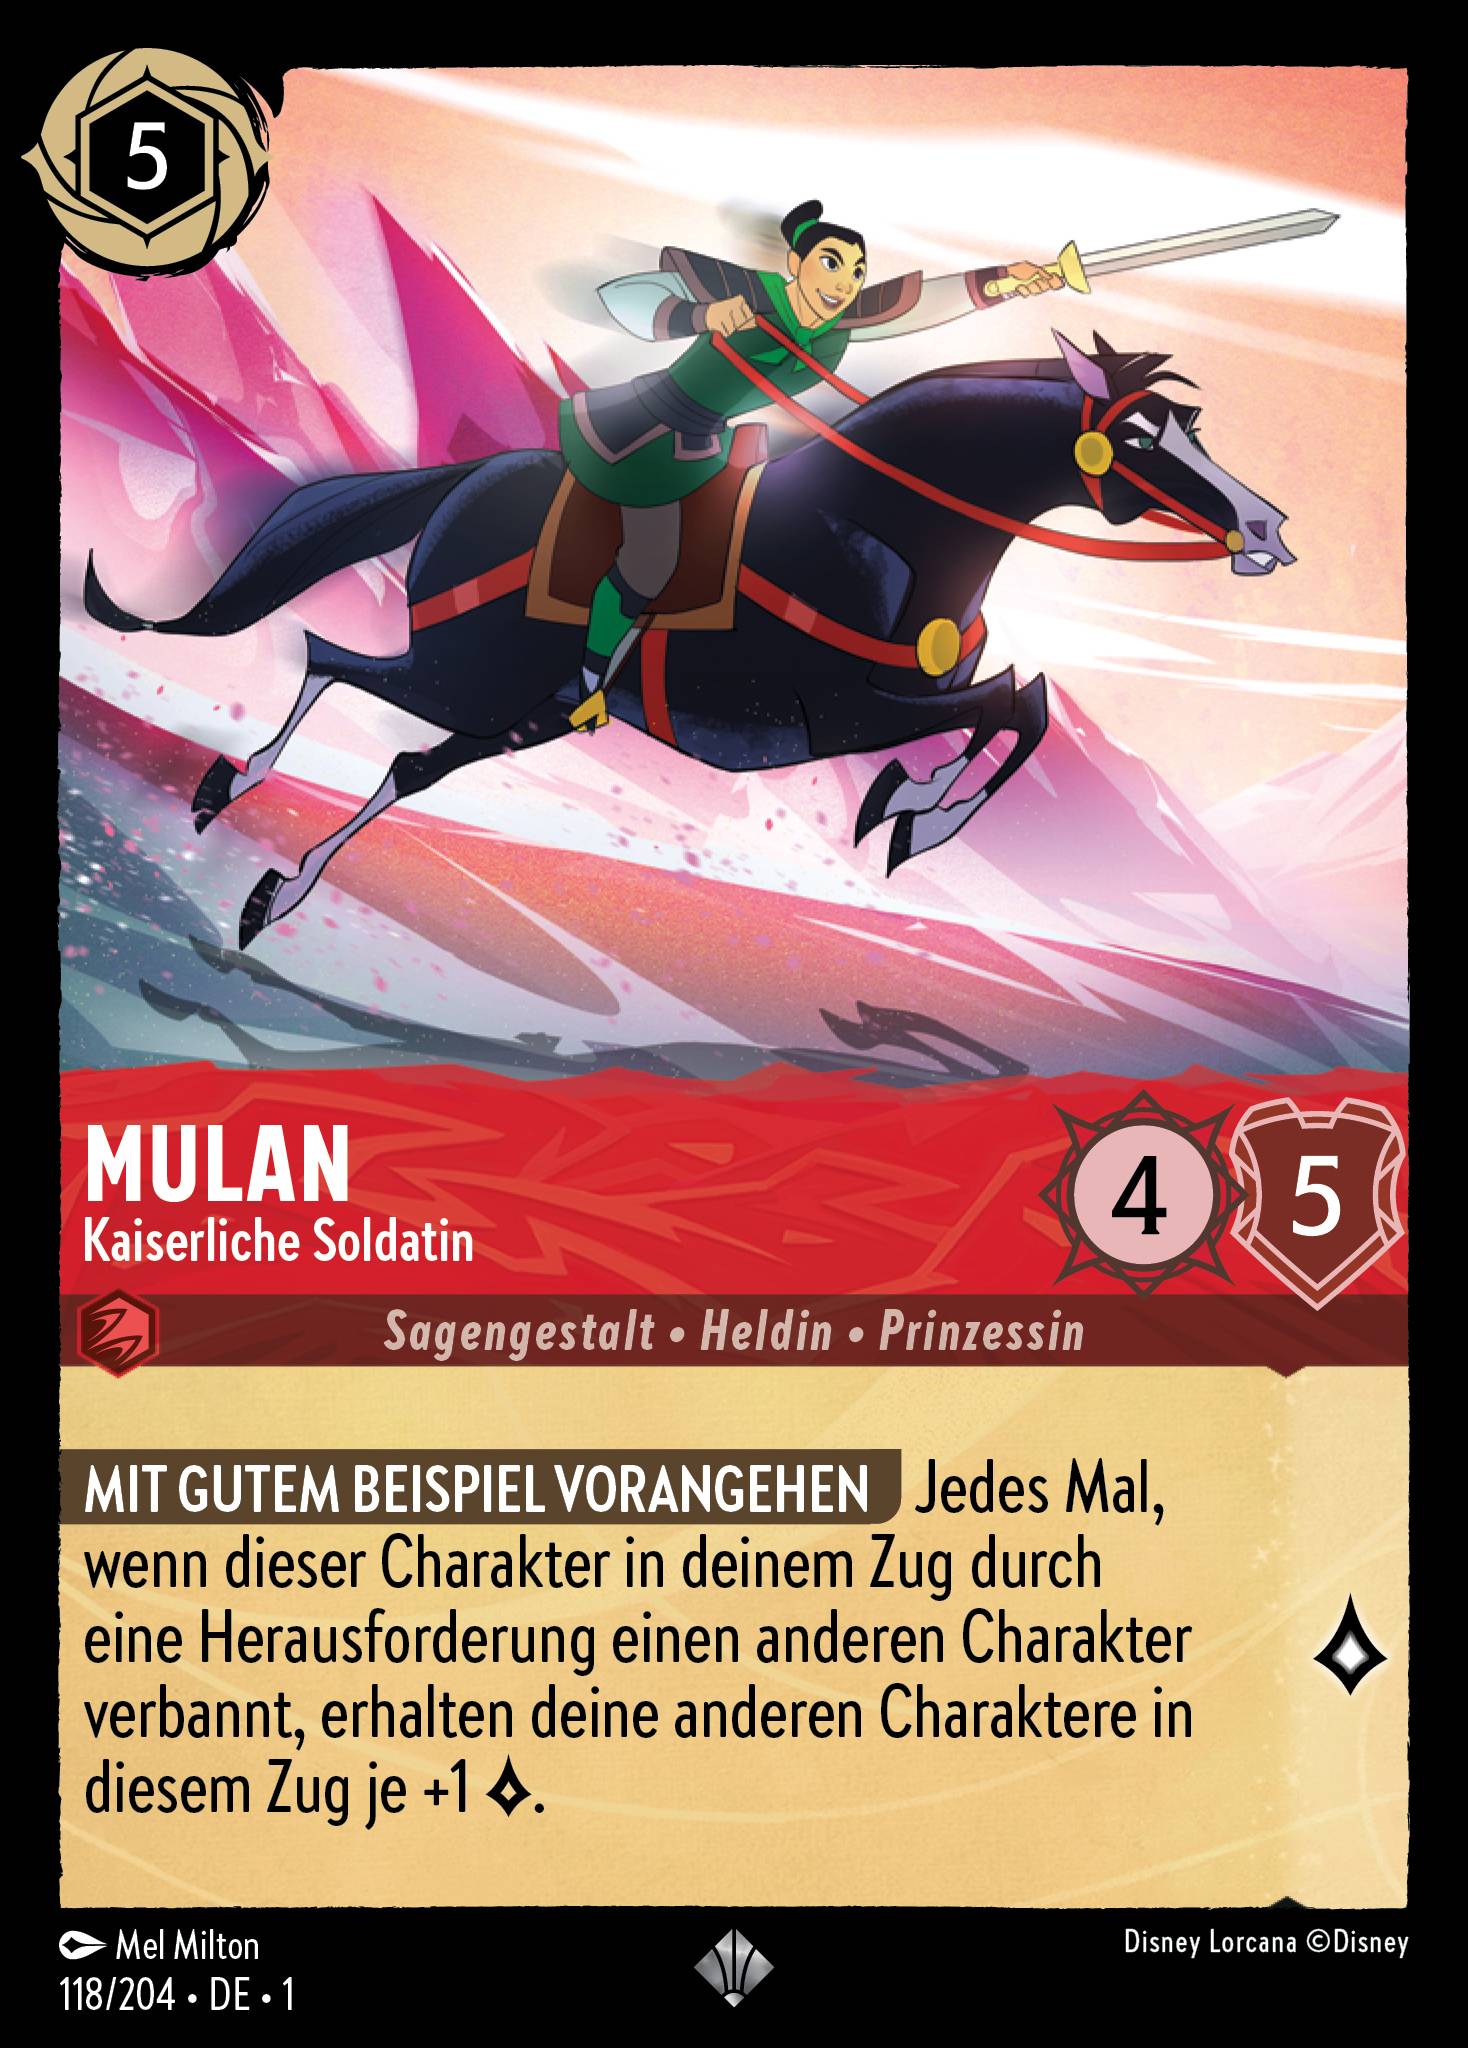 5
MULAN
Kaiserliche Soldatin
4
5
Sagengestalt • Heldin • Prinzessin
MIT GUTEM BEISPIEL VORANGEHEN Jedes Mal,
wenn dieser Charakter in deinem Zug durch
eine Herausforderung einen anderen Charakter
verbannt, erhalten deine anderen Charaktere in
diesem Zug je +1 .
Mel Milton
118/204 • DE • 1
Disney Lorcana ©Disney